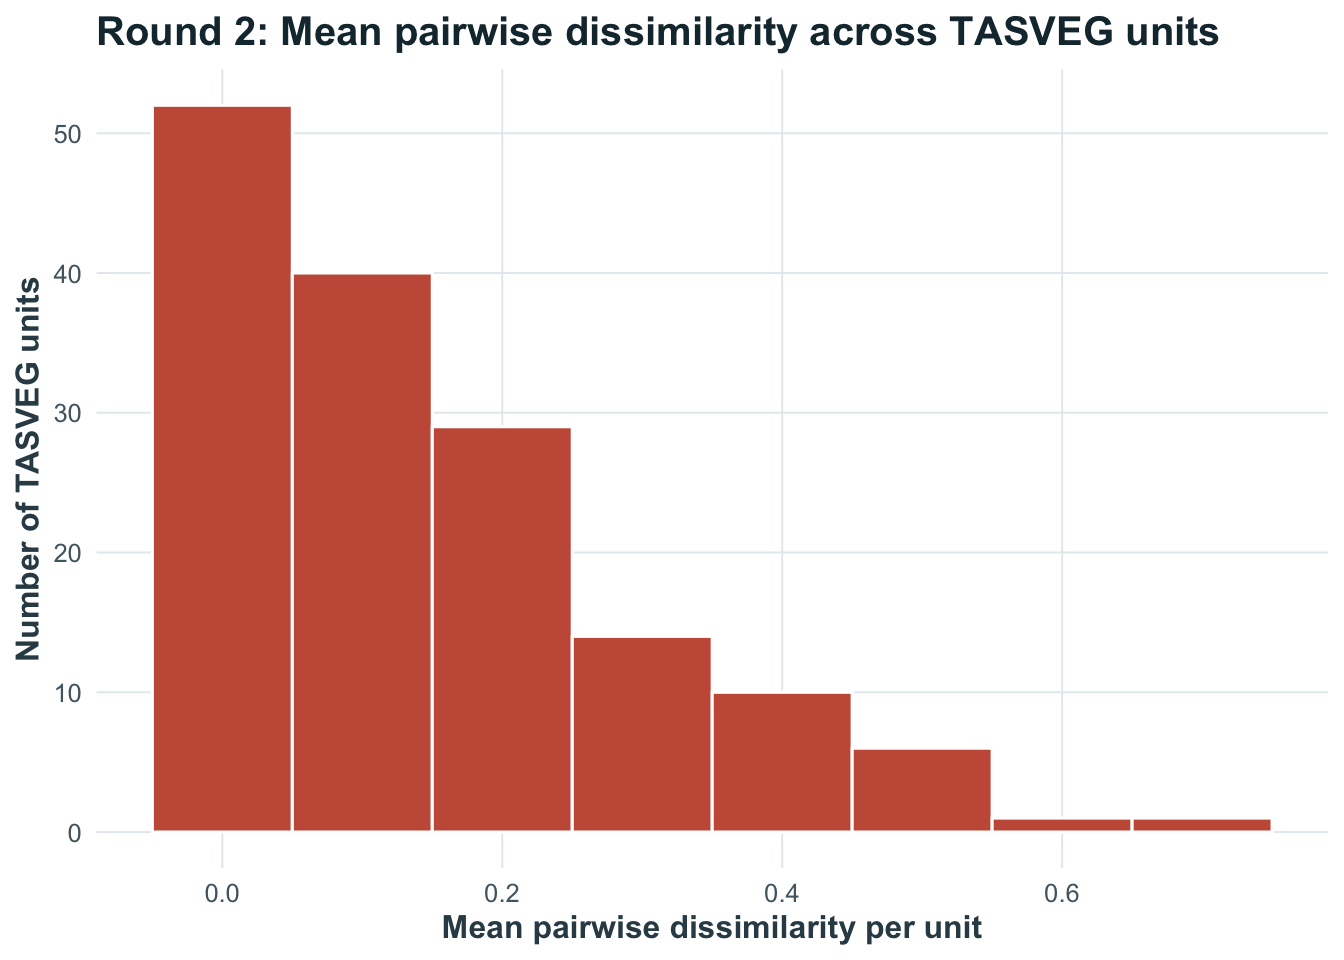 Round 2: Mean pairwise dissimilarity across TASVEG units
Number of TASVEG units
50
40
30
20
10
0
0.0 0.2 0.4 0.6
Mean pairwise dissimilarity per unit